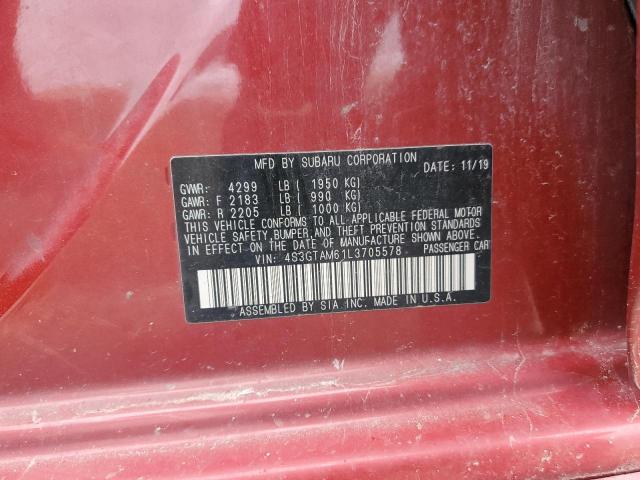 MFD BY SUBARU CORPORATION DATE: 11/19
GVWR: 4299 LB ( 1950 KG)
GAWR: F 2183 LB ( 990 KG)
GAWR: R 2205 LB ( 1000 KG)
THIS VEHICLE CONFORMS TO ALL APPLICABLE FEDERAL MOTOR
VEHICLE SAFETY, BUMPER, AND THEFT PREVENTION STANDARDS
IN EFFECT ON THE DATE OF MANUFACTURE SHOWN ABOVE.
VIN: 4S3GTAM61L3705578 PASSENGER CAR
ASSEMBLED BY SIA INC. MADE IN U.S.A.